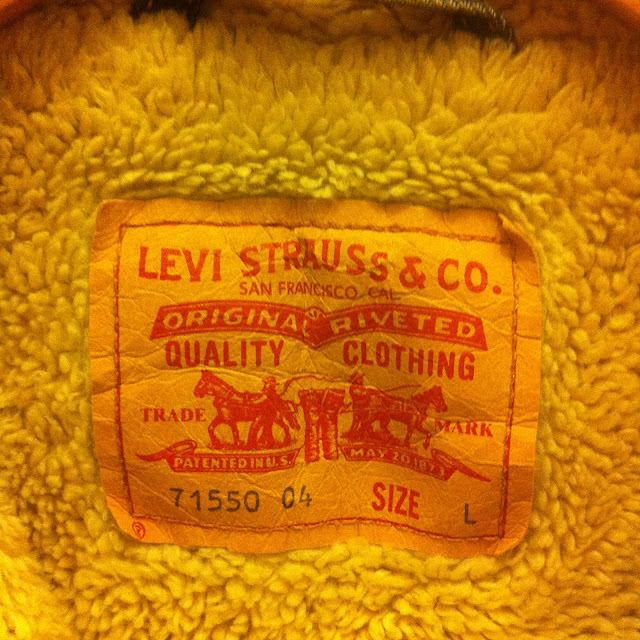 LEVI STRAUSS & CO.
SAN FRANCISCO CAL
ORIGINAL RIVETED
QUALITY CLOTHING
TRADE MARK
PATENTED IN U.S. MAY 20 1873
71550 04 SIZE L